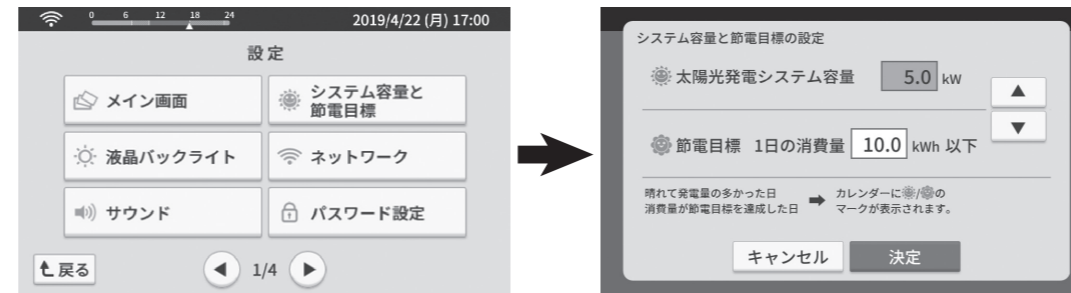 0 6 12 18 24
2019/4/22 (月) 17:00
設定
メイン画面
システム容量と
節電目標
液晶バックライト
ネットワーク
サウンド
パスワード設定
戻る
1/4
システム容量と節電目標の設定
太陽光発電システム容量 5.0 kW
節電目標 1日の消費量 10.0 kWh 以下
晴れて発電量の多かった日
消費量が節電目標を達成した日
カレンダーに/の
マークが表示されます。
キャンセル
決定